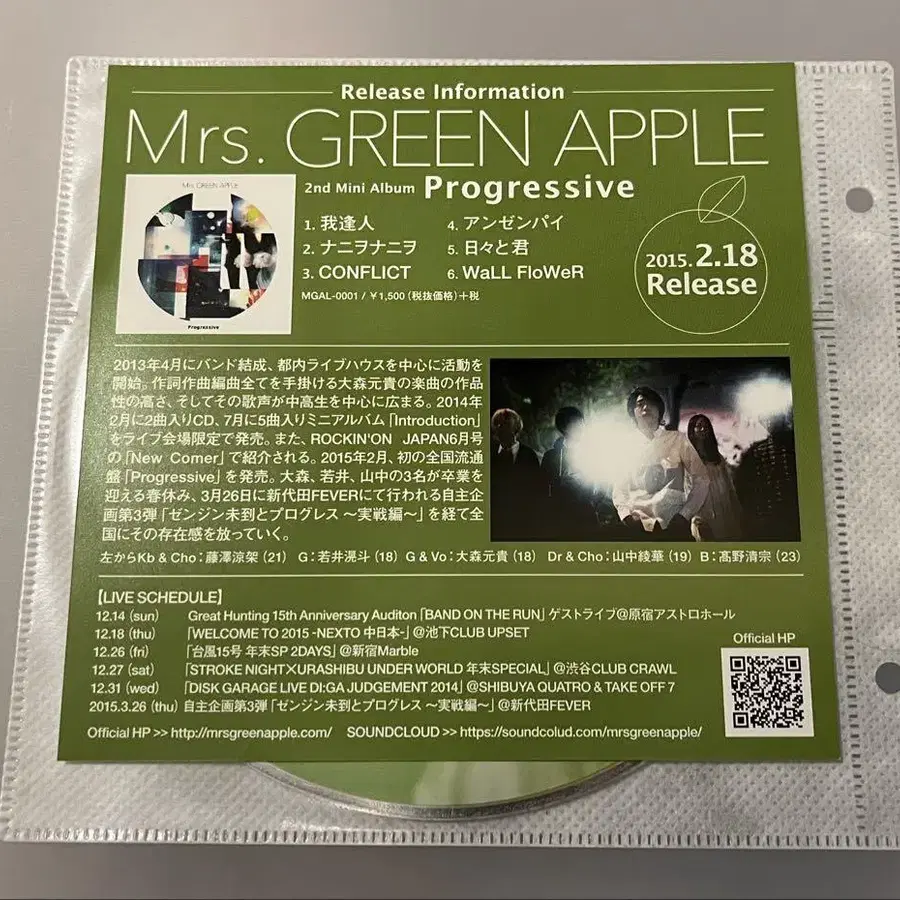 Release Information
Mrs. GREEN APPLE
2nd Mini Album Progressive
Mrs. GREEN APPLE
Progressive
1. 我逢人
2. ナニヲナニヲ
3. CONFLICT
4. アンゼンパイ
5. 日々と君
6. WaLL FloWeR
MGAL-0001 / ¥1,500（税抜価格）+税
2015.2.18
Release
2013年4月にバンド結成、都内ライブハウスを中心に活動を
開始。作詞作曲編曲全てを手掛ける大森元貴の楽曲の作品
性の高さ、そしてその歌声が中高生を中心に広まる。2014年
2月に2曲入りCD、7月に5曲入りミニアルバム「Introduction」
をライブ会場限定で発売。また、ROCKIN'ON JAPAN6月号
の「New Comer」で紹介される。2015年2月、初の全国流通
盤「Progressive」を発売。大森、若井、山中の3名が卒業を
迎える春休み、3月26日に新代田FEVERにて行われる自主企
画第3弾「ゼンジン未到とプログレス 〜実戦編〜」を経て全
国にその存在感を放っていく。
左からKb & Cho：藤澤涼架（21） G：若井滉斗（18） G & Vo：大森元貴（18） Dr & Cho：山中綾華（19） B：髙野清宗（23）
【LIVE SCHEDULE】
12.14（sun） Great Hunting 15th Anniversary Auditon「BAND ON THE RUN」ゲストライブ@原宿アストロホール
12.18（thu） 「WELCOME TO 2015 -NEXTO 中日本-」@池下CLUB UPSET
12.26（fri） 「台風15号 年末SP 2DAYS」@新宿Marble
12.27（sat） 「STROKE NIGHT×URASHIBU UNDER WORLD 年末SPECIAL」@渋谷CLUB CRAWL
12.31（wed） 「DISK GARAGE LIVE DI:GA JUDGEMENT 2014」@SHIBUYA QUATRO & TAKE OFF 7
2015.3.26（thu） 自主企画第3弾「ゼンジン未到とプログレス 〜実戦編〜」@新代田FEVER
Official HP
Official HP >> http://mrsgreenapple.com/ SOUNDCLOUD >> https://soundcolud.com/mrsgreenapple/